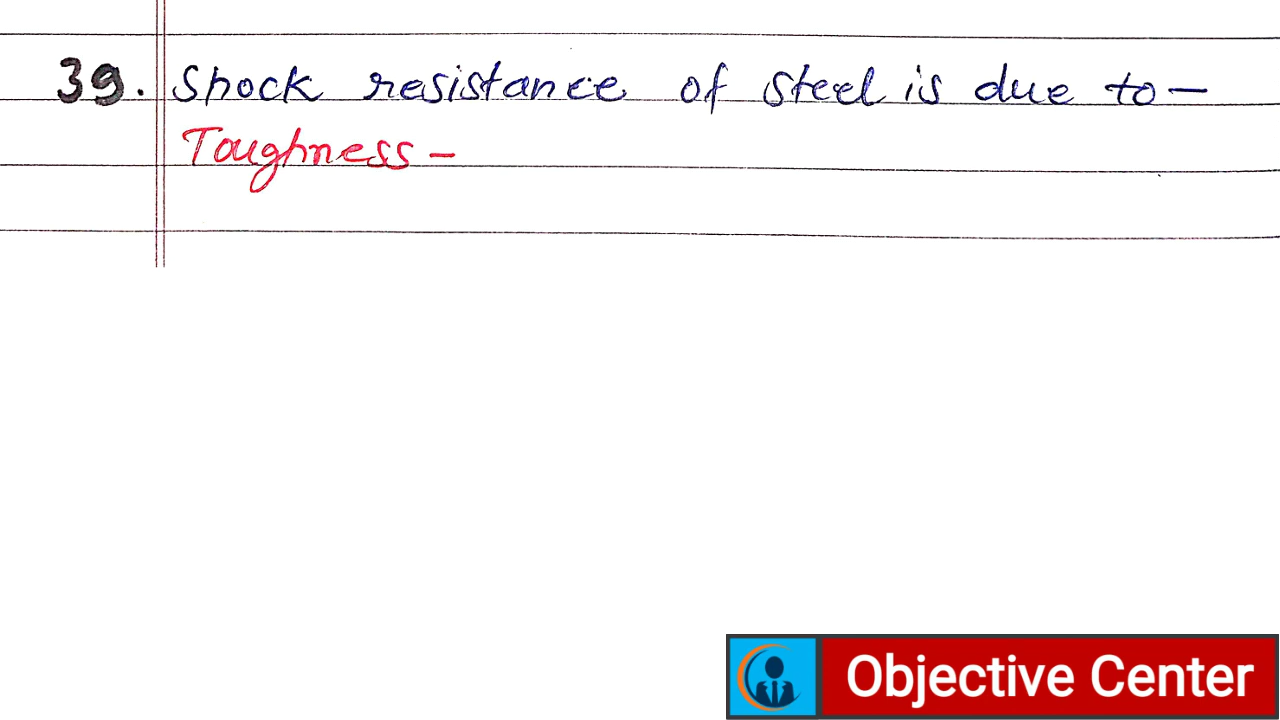 39. Shock resistance of steel is due to —
Toughness —
Objective Center